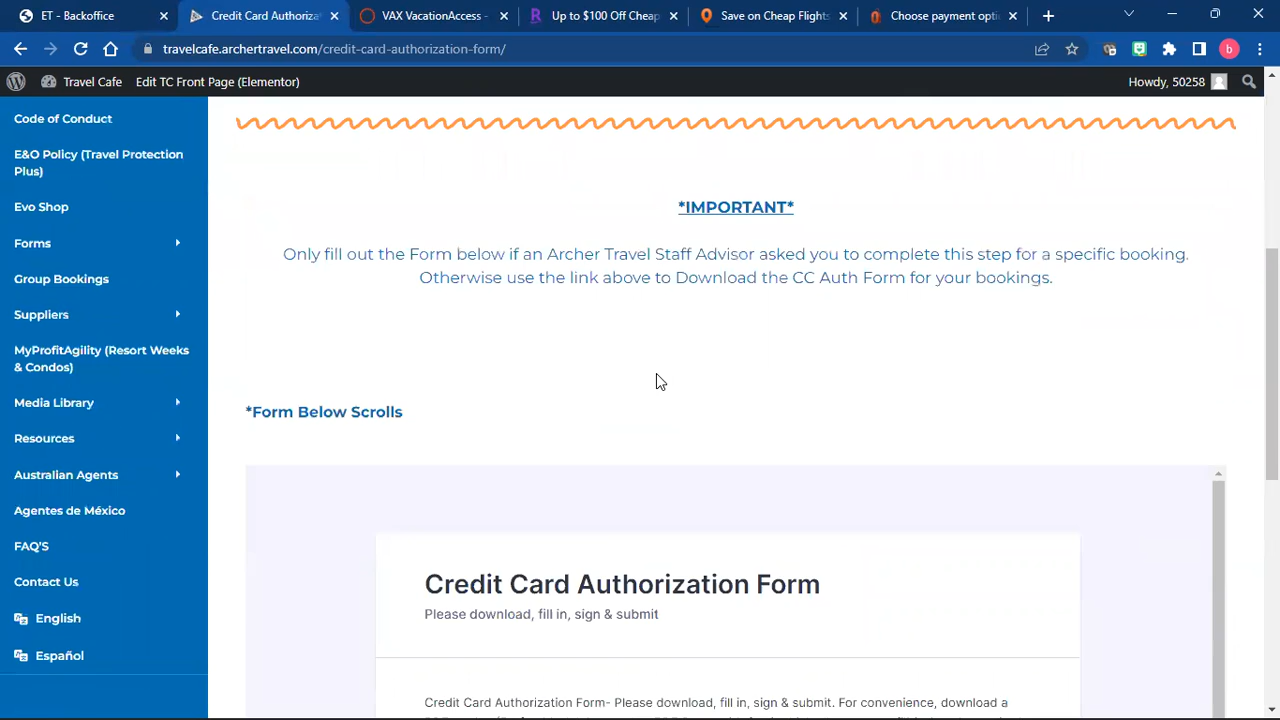 ET - Backoffice
Credit Card Authoriza
VAX VacationAccess -
Up to $100 Off Cheap
Save on Cheap Flights
Choose payment opti
travelcafe.archertravel.com/credit-card-authorization-form/
b
Travel Cafe
Edit TC Front Page (Elementor)
Howdy, 50258
Code of Conduct
E&O Policy (Travel Protection
Plus)
Evo Shop
Forms
Group Bookings
Suppliers
MyProfitAgility (Resort Weeks
& Condos)
Media Library
Resources
Australian Agents
Agentes de México
FAQ'S
Contact Us
English
Español
*IMPORTANT*
Only fill out the Form below if an Archer Travel Staff Advisor asked you to complete this step for a specific booking.
Otherwise use the link above to Download the CC Auth Form for your bookings.
*Form Below Scrolls
Credit Card Authorization Form
Please download, fill in, sign & submit
Credit Card Authorization Form- Please download, fill in, sign & submit. For convenience, download a